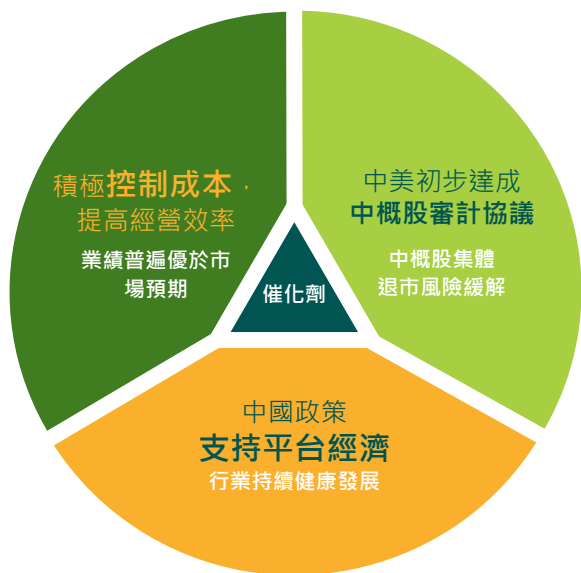 積極控制成本，
提高經營效率
業績普遍優於市
場預期
中美初步達成
中概股審計協議
中概股集體
退市風險緩解
催化劑
中國政策
支持平台經濟
行業持續健康發展